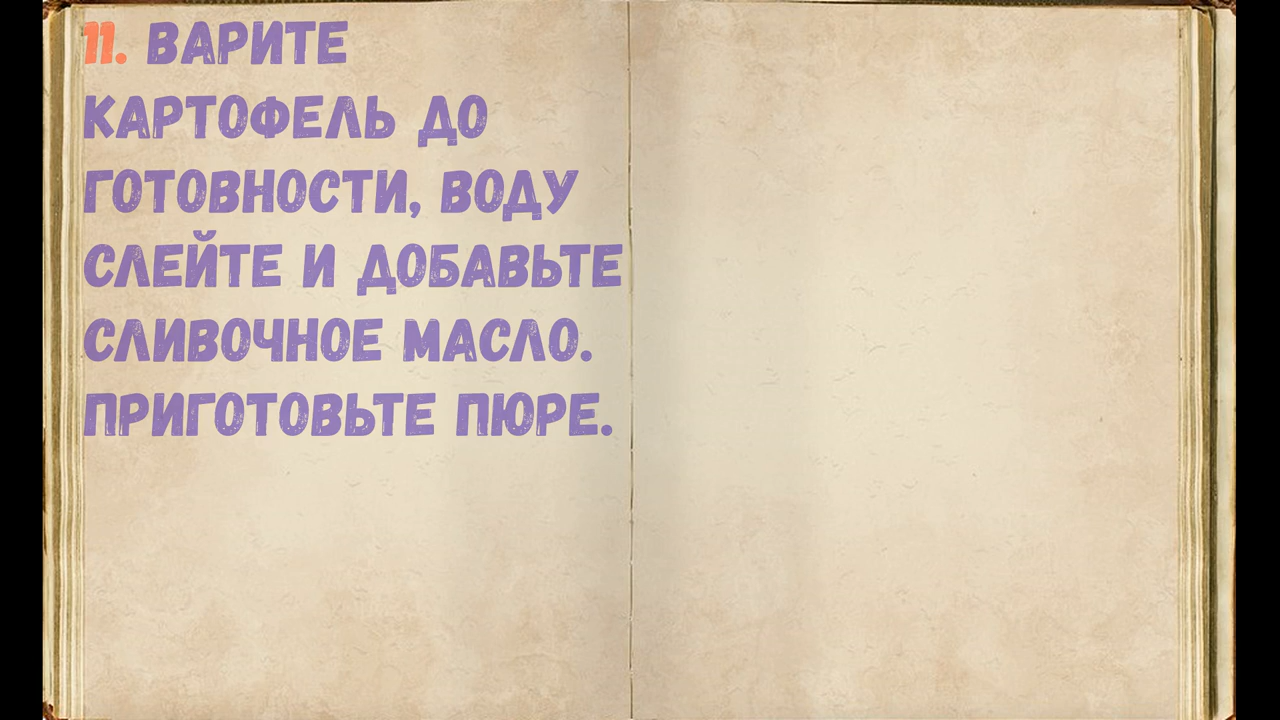 11. ВАРИТЕ
КАРТОФЕЛЬ ДО
ГОТОВНОСТИ, ВОДУ
СЛЕЙТЕ И ДОБАВЬТЕ
СЛИВОЧНОЕ МАСЛО.
ПРИГОТОВЬТЕ ПЮРЕ.